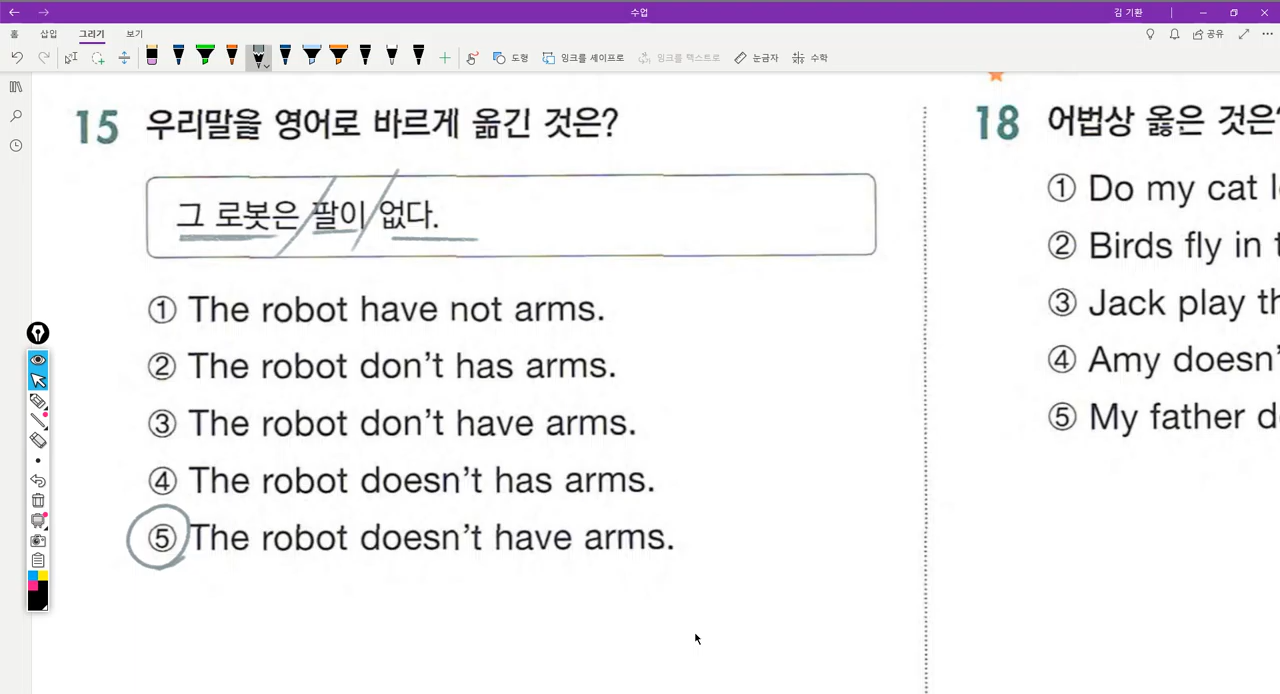 수업
김 기환
홈 삽입 그리기 보기
공유
도형 잉크를 셰이프로 잉크를 텍스트로 눈금자 수학
15 우리말을 영어로 바르게 옮긴 것은?
그 로봇은 팔이 없다.
① The robot have not arms.
② The robot don't has arms.
③ The robot don't have arms.
④ The robot doesn't has arms.
⑤ The robot doesn't have arms.
18 어법상 옳은 것은?
① Do my cat l
② Birds fly in t
③ Jack play th
④ Amy doesn'
⑤ My father d